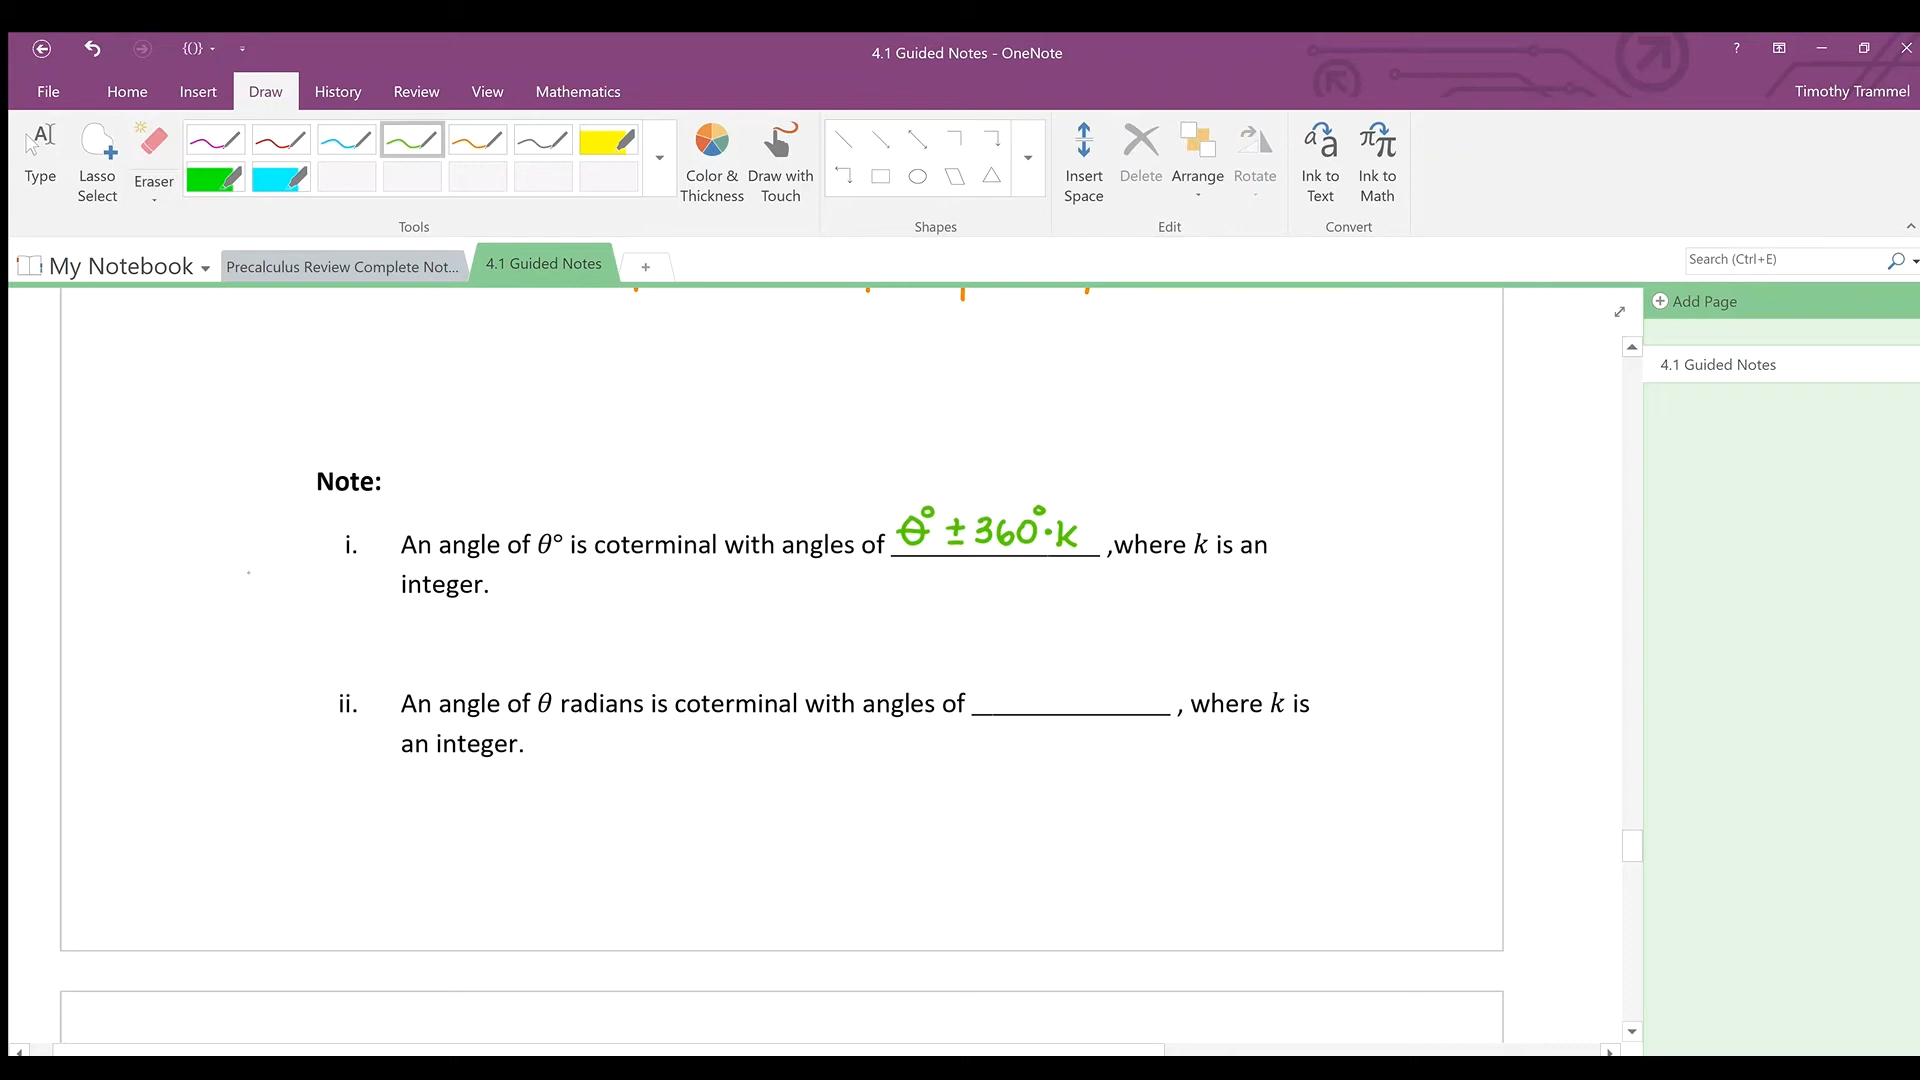 4.1 Guided Notes - OneNote
File Home Insert Draw History Review View Mathematics Timothy Trammel
Type Lasso Select Eraser Color & Thickness Draw with Touch Insert Space Delete Arrange Rotate Ink to Text Ink to Math
Tools Shapes Edit Convert
My Notebook Precalculus Review Complete Not... 4.1 Guided Notes + Search (Ctrl+E)
Add Page
4.1 Guided Notes
Note:
i. An angle of θ° is coterminal with angles of θ° ± 360°·k ,where k is an
integer.
ii. An angle of θ radians is coterminal with angles of ______________ , where k is
an integer.